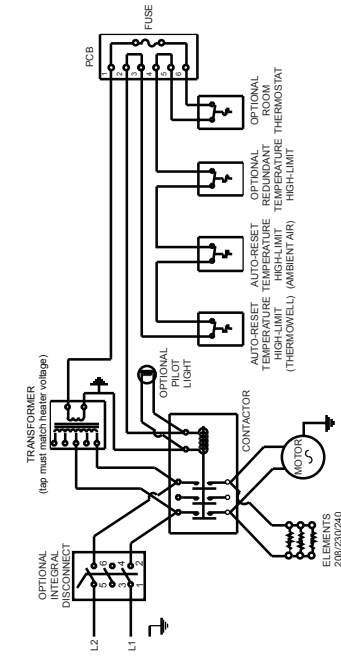 FUSE
PCB
1
2
3
4
5
6
OPTIONAL
ROOM
THERMOSTAT
OPTIONAL
REDUNDANT
TEMPERATURE
HIGH-LIMIT
AUTO-RESET
TEMPERATURE
HIGH-LIMIT
(AMBIENT AIR)
AUTO-RESET
TEMPERATURE
HIGH-LIMIT
(THERMOWELL)
TRANSFORMER
(tap must match heater voltage)
OPTIONAL
PILOT
LIGHT
CONTACTOR
MOTOR
OPTIONAL
INTEGRAL
DISCONNECT
5 6
3 4
1 2
L2
L1
ELEMENTS
208/230/240